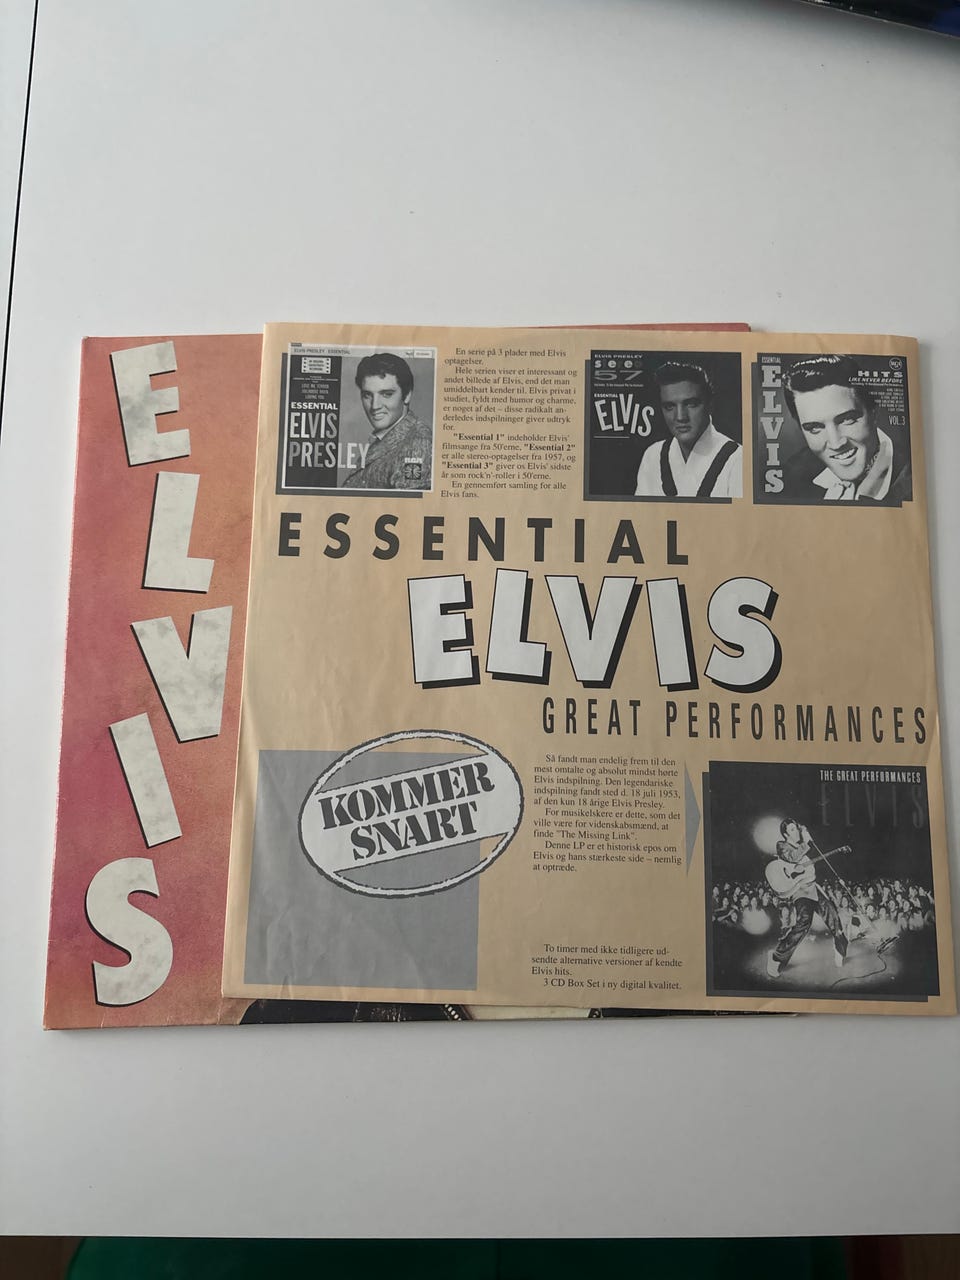 ELVIS
ELVIS PRESLEY · ESSENTIAL
LOVE ME TENDER
JAILHOUSE ROCK
LOVING YOU
ESSENTIAL
ELVIS
PRESLEY
RCA
En serie på 3 plader med Elvis
optagelser.
Hele serien viser et interessant og
andet billede af Elvis, end det man
umiddelbart kender til. Elvis privat i
studiet, fyldt med humor og charme,
er noget af det – disse radikalt an-
derledes indspilninger giver udtryk
for.
"Essential 1" indeholder Elvis'
filmsange fra 50'erne, "Essential 2"
er alle stereo-optagelser fra 1957, og
"Essential 3" giver os Elvis' sidste
år som rock'n'-roller i 50'erne.
En gennemført samling for alle
Elvis fans.
ELVIS PRESLEY
57
ESSENTIAL
ELVIS
ESSENTIAL
ELVIS
RCA
HITS
LIKE NEVER BEFORE
VOL.3
ESSENTIAL
ELVIS
GREAT PERFORMANCES
KOMMER
SNART
Så fandt man endelig frem til den
mest omtalte og absolut mindst hørte
Elvis indspilning. Den legendariske
indspilning fandt sted d. 18 juli 1953,
af den kun 18 årige Elvis Presley.
For musikelskere er dette, som det
ville være for videnskabsmænd, at
finde "The Missing Link".
Denne LP er et historisk epos om
Elvis og hans stærkeste side – nemlig
at optræde.
To timer med ikke tidligere ud-
sendte alternative versioner af kendte
Elvis hits.
3 CD Box Set i ny digital kvalitet.
THE GREAT PERFORMANCES
ELVIS